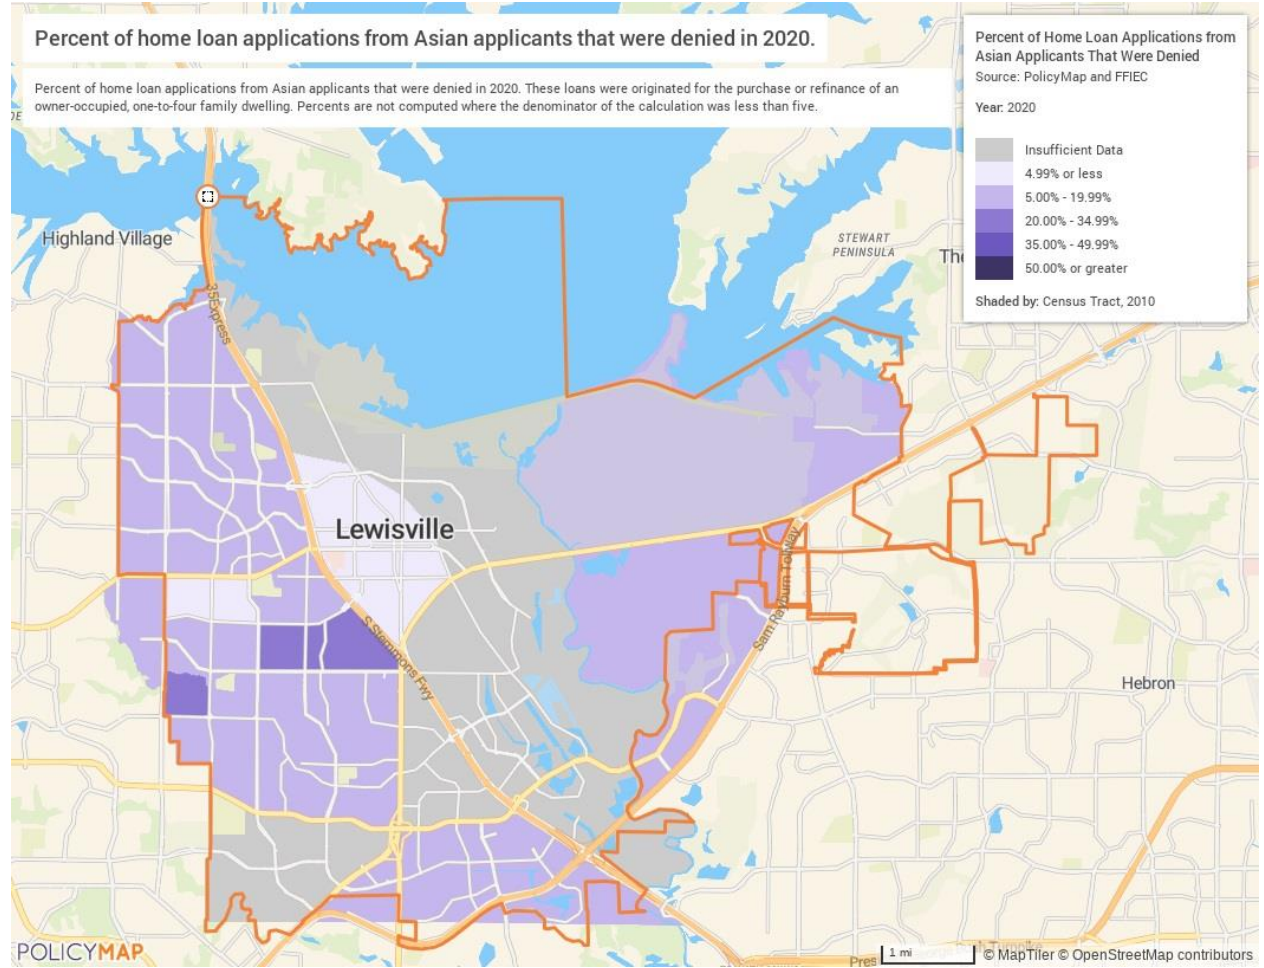 Percent of home loan applications from Asian applicants that were denied in 2020.
Percent of home loan applications from Asian applicants that were denied in 2020. These loans were originated for the purchase or refinance of an
owner-occupied, one-to-four family dwelling. Percents are not computed where the denominator of the calculation was less than five.
Percent of Home Loan Applications from
Asian Applicants That Were Denied
Source: PolicyMap and FFIEC
Year: 2020
Insufficient Data
4.99% or less
5.00% - 19.99%
20.00% - 34.99%
35.00% - 49.99%
50.00% or greater
Shaded by: Census Tract, 2010
Highland Village
STEWART
PENINSULA
The
35Express
Lewisville
S Stemmons Fwy
Sam Rayburn Tollway
Hebron
POLICYMAP
1 mi
Pres
Turnpike
© MapTiler © OpenStreetMap contributors